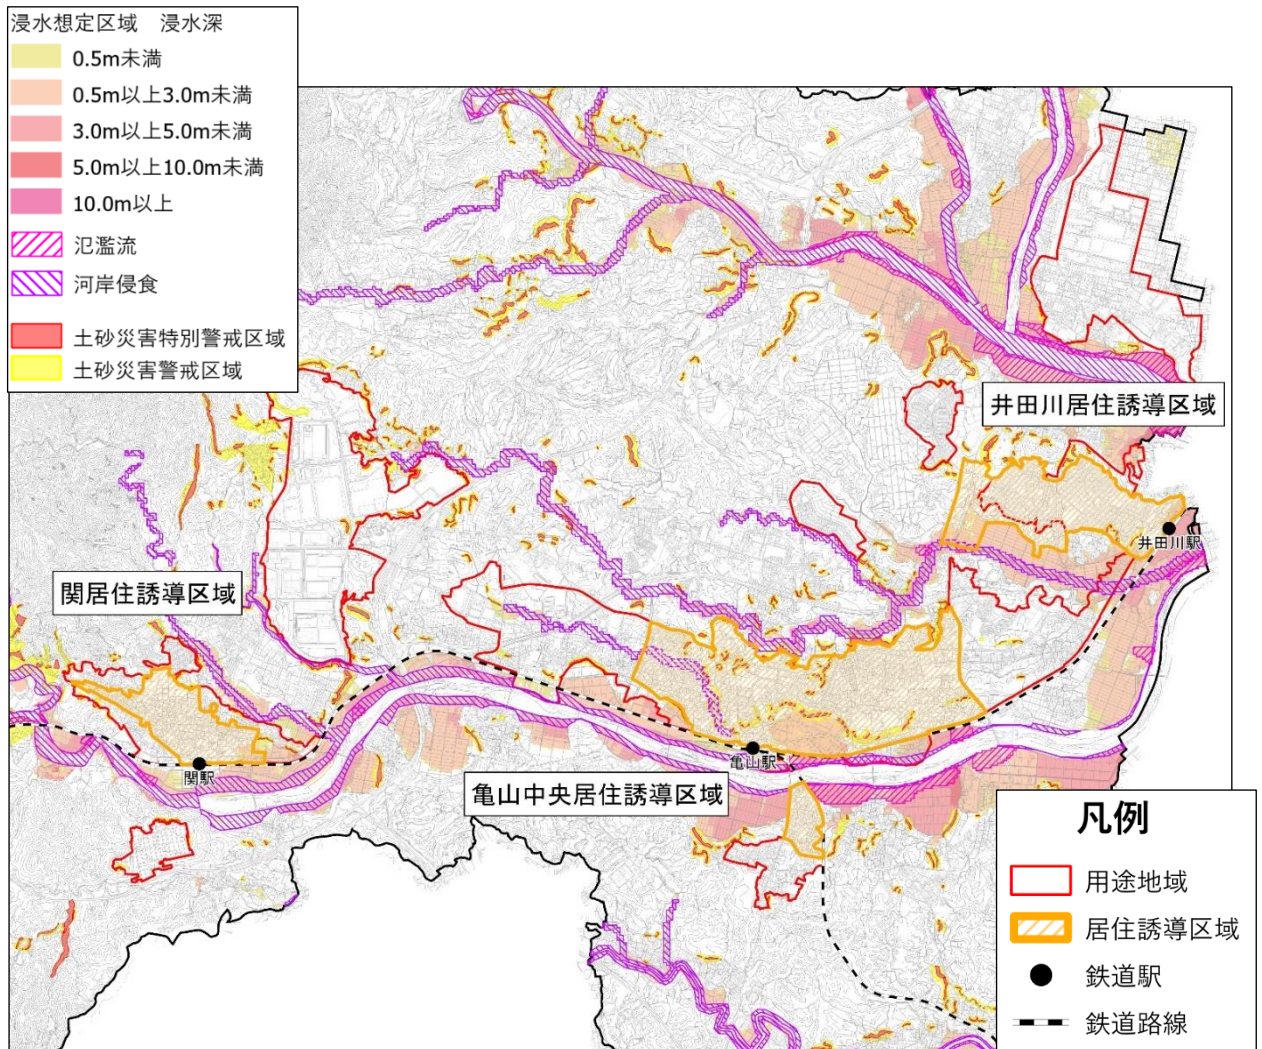 浸水想定区域　浸水深
0.5m未満
0.5m以上3.0m未満
3.0m以上5.0m未満
5.0m以上10.0m未満
10.0m以上
氾濫流
河岸侵食
土砂災害特別警戒区域
土砂災害警戒区域
井田川居住誘導区域
井田川駅
関居住誘導区域
関駅
亀山駅
亀山中央居住誘導区域
凡例
用途地域
居住誘導区域
鉄道駅
鉄道路線